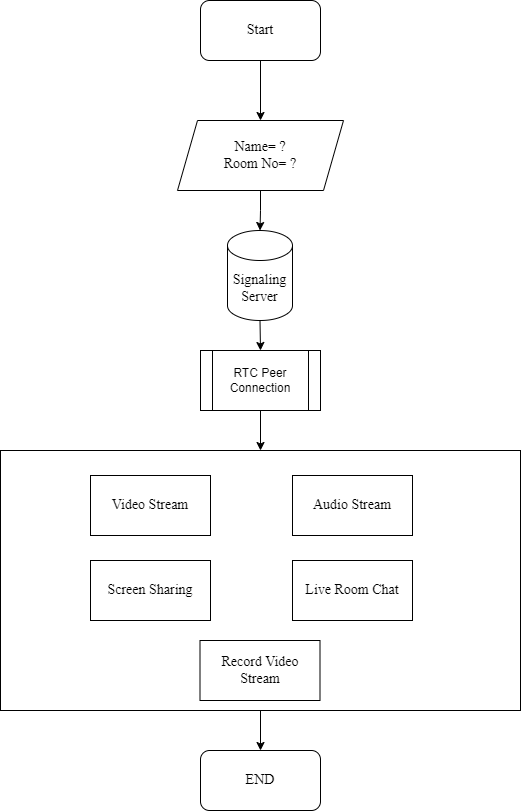 Start
Name= ?
Room No= ?
Signaling
Server
RTC Peer
Connection
Video Stream
Audio Stream
Screen Sharing
Live Room Chat
Record Video
Stream
END